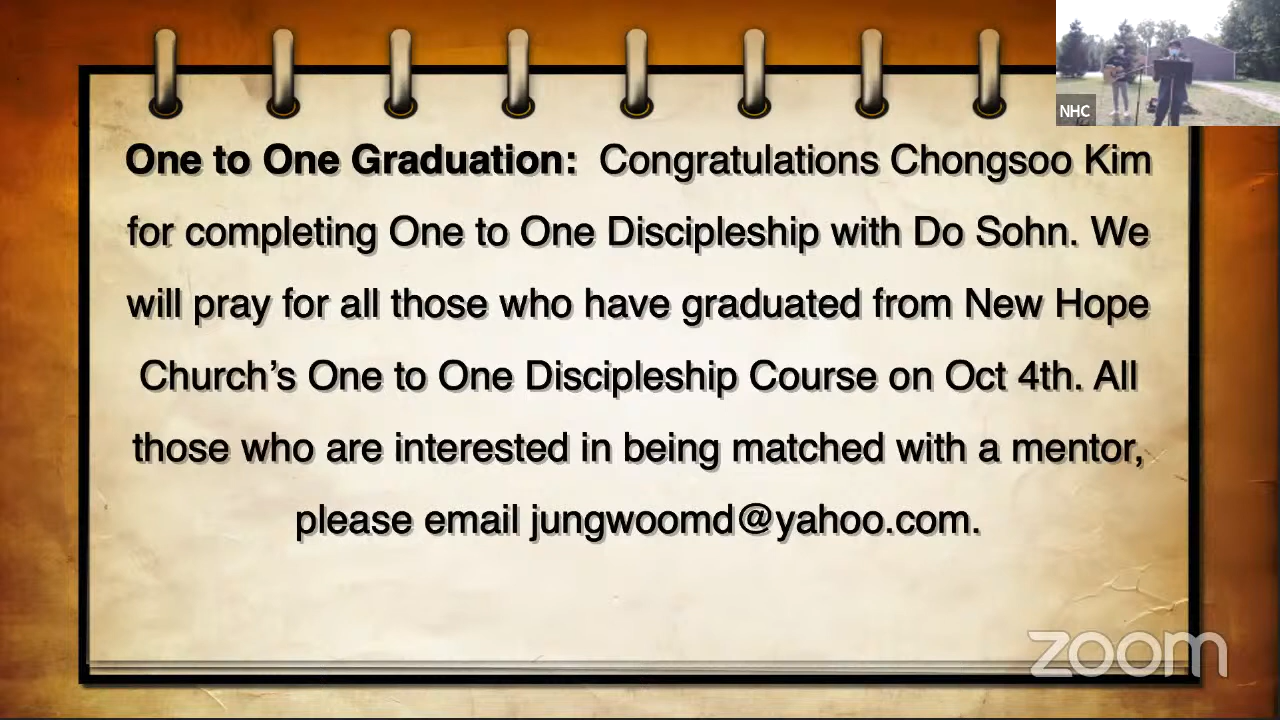 NHC
One to One Graduation: Congratulations Chongsoo Kim
for completing One to One Discipleship with Do Sohn. We
will pray for all those who have graduated from New Hope
Church's One to One Discipleship Course on Oct 4th. All
those who are interested in being matched with a mentor,
please email jungwoomd@yahoo.com.
zoom